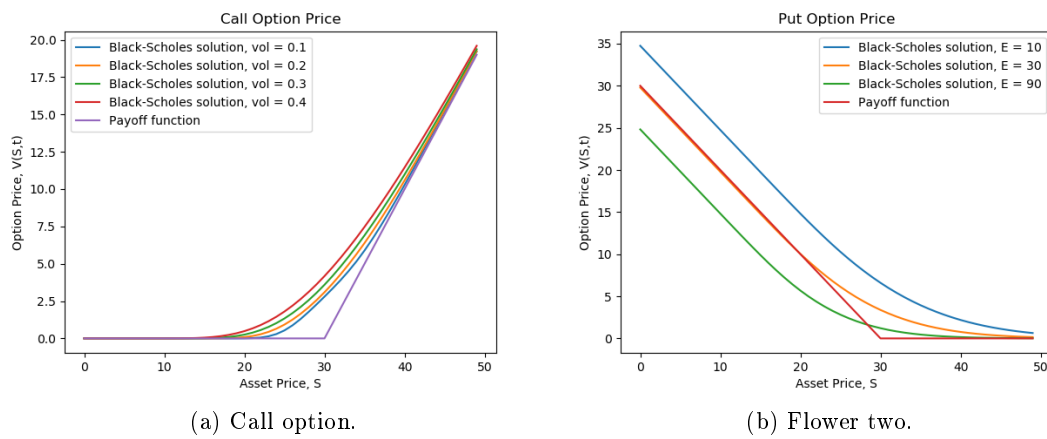 Call Option Price
Option Price, V(S,t)
20.0
17.5
15.0
12.5
10.0
7.5
5.0
2.5
0.0
Black-Scholes solution, vol = 0.1
Black-Scholes solution, vol = 0.2
Black-Scholes solution, vol = 0.3
Black-Scholes solution, vol = 0.4
Payoff function
0 10 20 30 40 50
Asset Price, S
(a) Call option.
Put Option Price
Option Price, V(S,t)
35
30
25
20
15
10
5
0
Black-Scholes solution, E = 10
Black-Scholes solution, E = 30
Black-Scholes solution, E = 90
Payoff function
0 10 20 30 40 50
Asset Price, S
(b) Flower two.